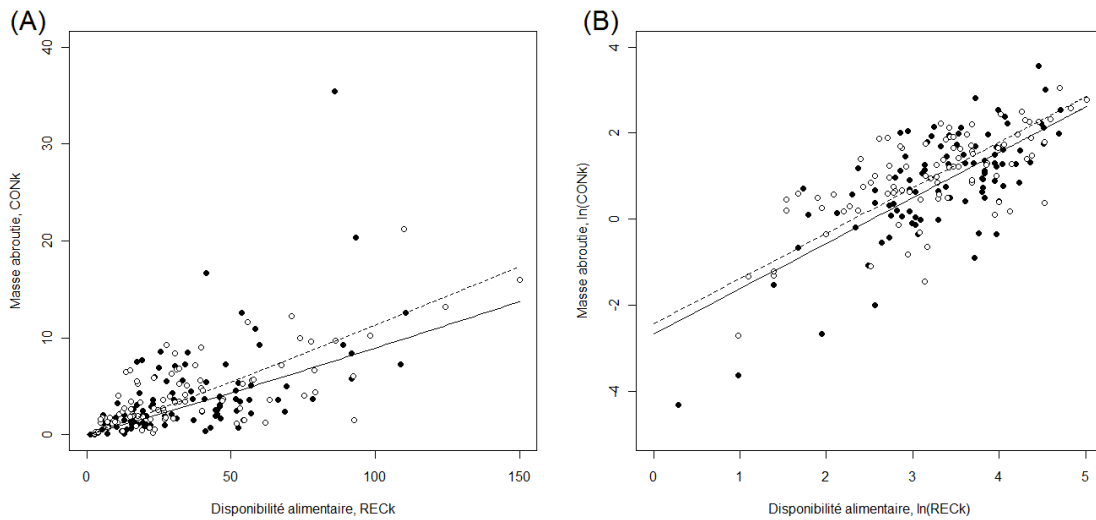 (A)
Masse abroutie, CONk
40
30
20
10
0
0 50 100 150
Disponibilité alimentaire, RECk
(B)
Masse abroutie, ln(CONk)
4
2
0
-2
-4
0 1 2 3 4 5
Disponibilité alimentaire, ln(RECk)